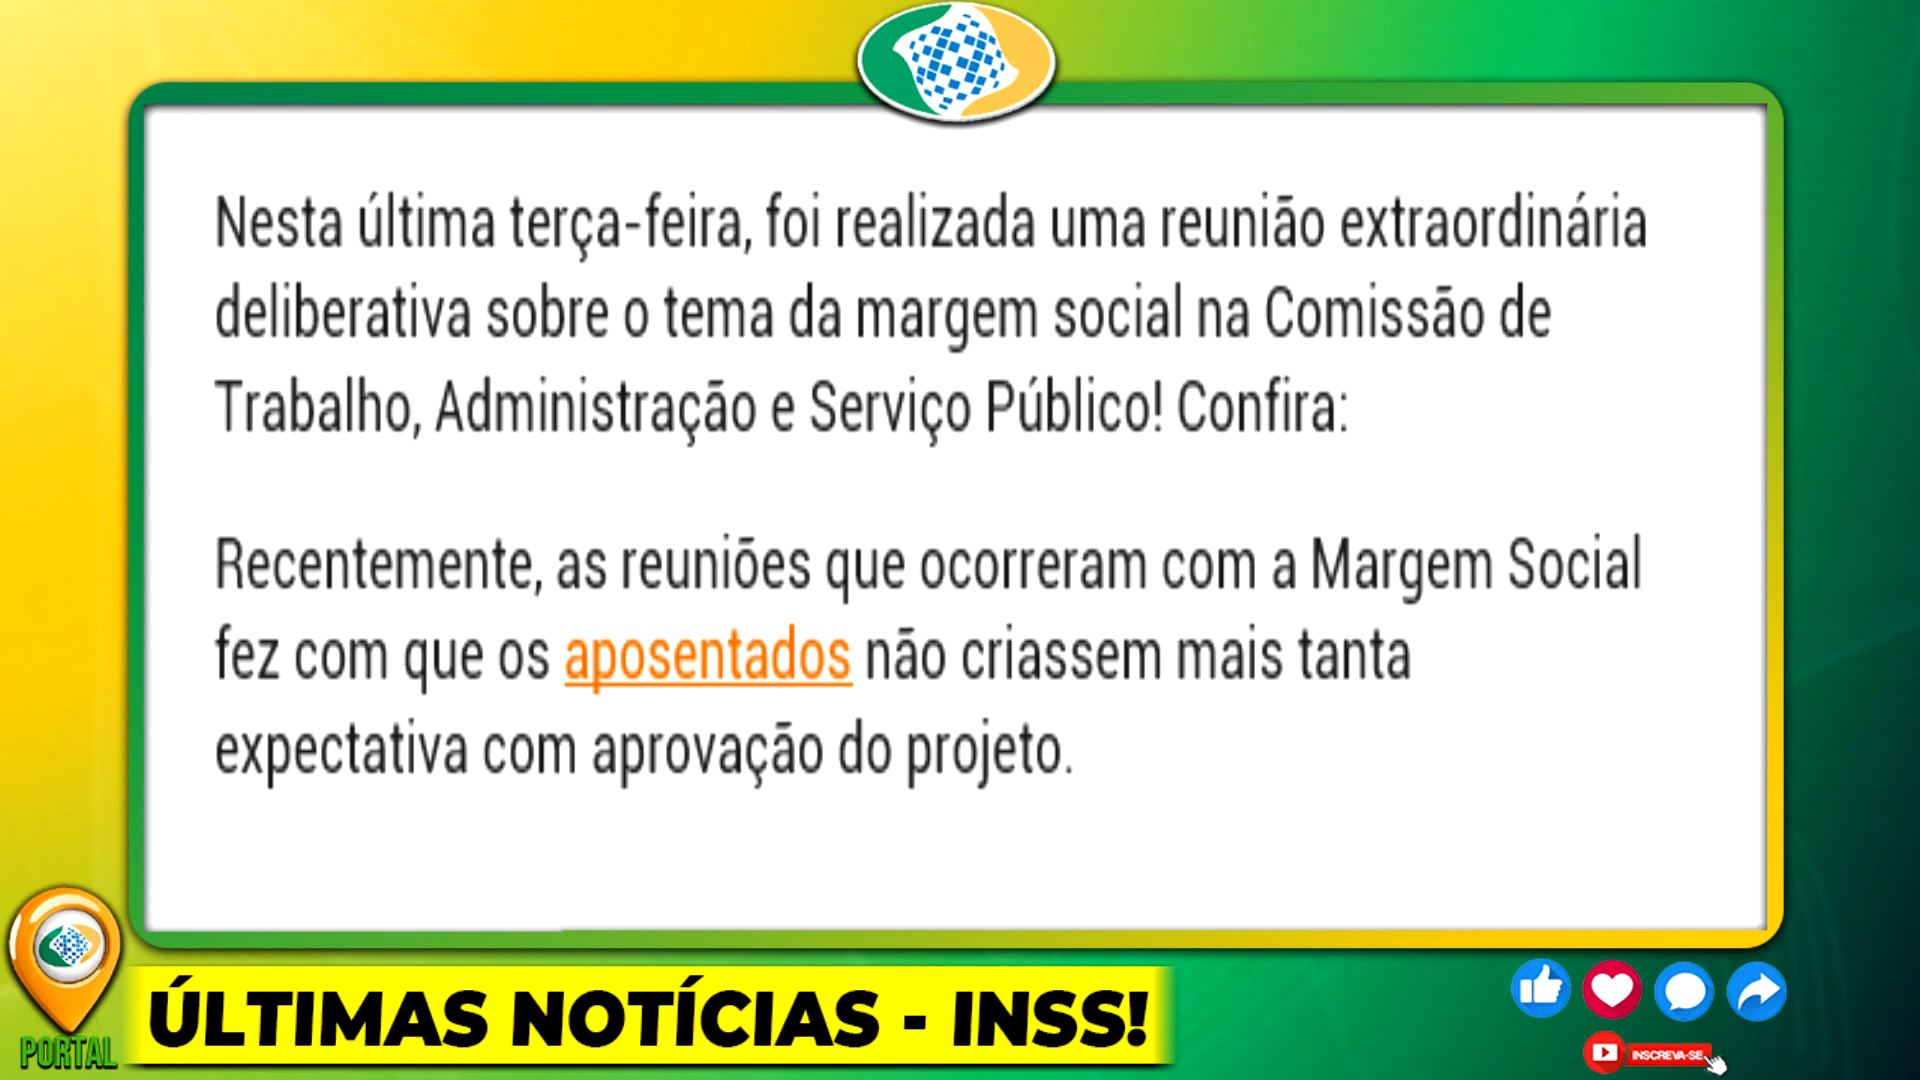 Nesta última terça-feira, foi realizada uma reunião extraordinária
deliberativa sobre o tema da margem social na Comissão de
Trabalho, Administração e Serviço Público! Confira:
Recentemente, as reuniões que ocorreram com a Margem Social
fez com que os aposentados não criassem mais tanta
expectativa com aprovação do projeto.
PORTAL
ÚLTIMAS NOTÍCIAS - INSS!
INSCREVA-SE